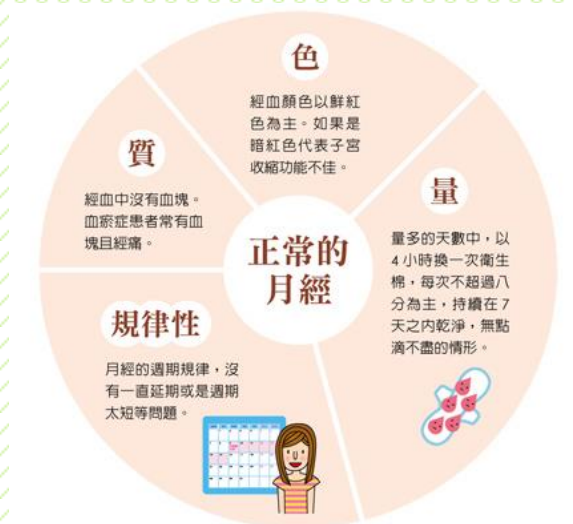 色
經血顏色以鮮紅
色為主。如果是
暗紅色代表子宮
收縮功能不佳。
質
經血中沒有血塊。
血瘀症患者常有血
塊且經痛。
量
量多的天數中，以
4小時換一次衛生
棉，每次不超過八
分為主，持續在7
天之內乾淨，無點
滴不盡的情形。
正常的
月經
規律性
月經的週期規律，沒
有一直延期或是週期
太短等問題。